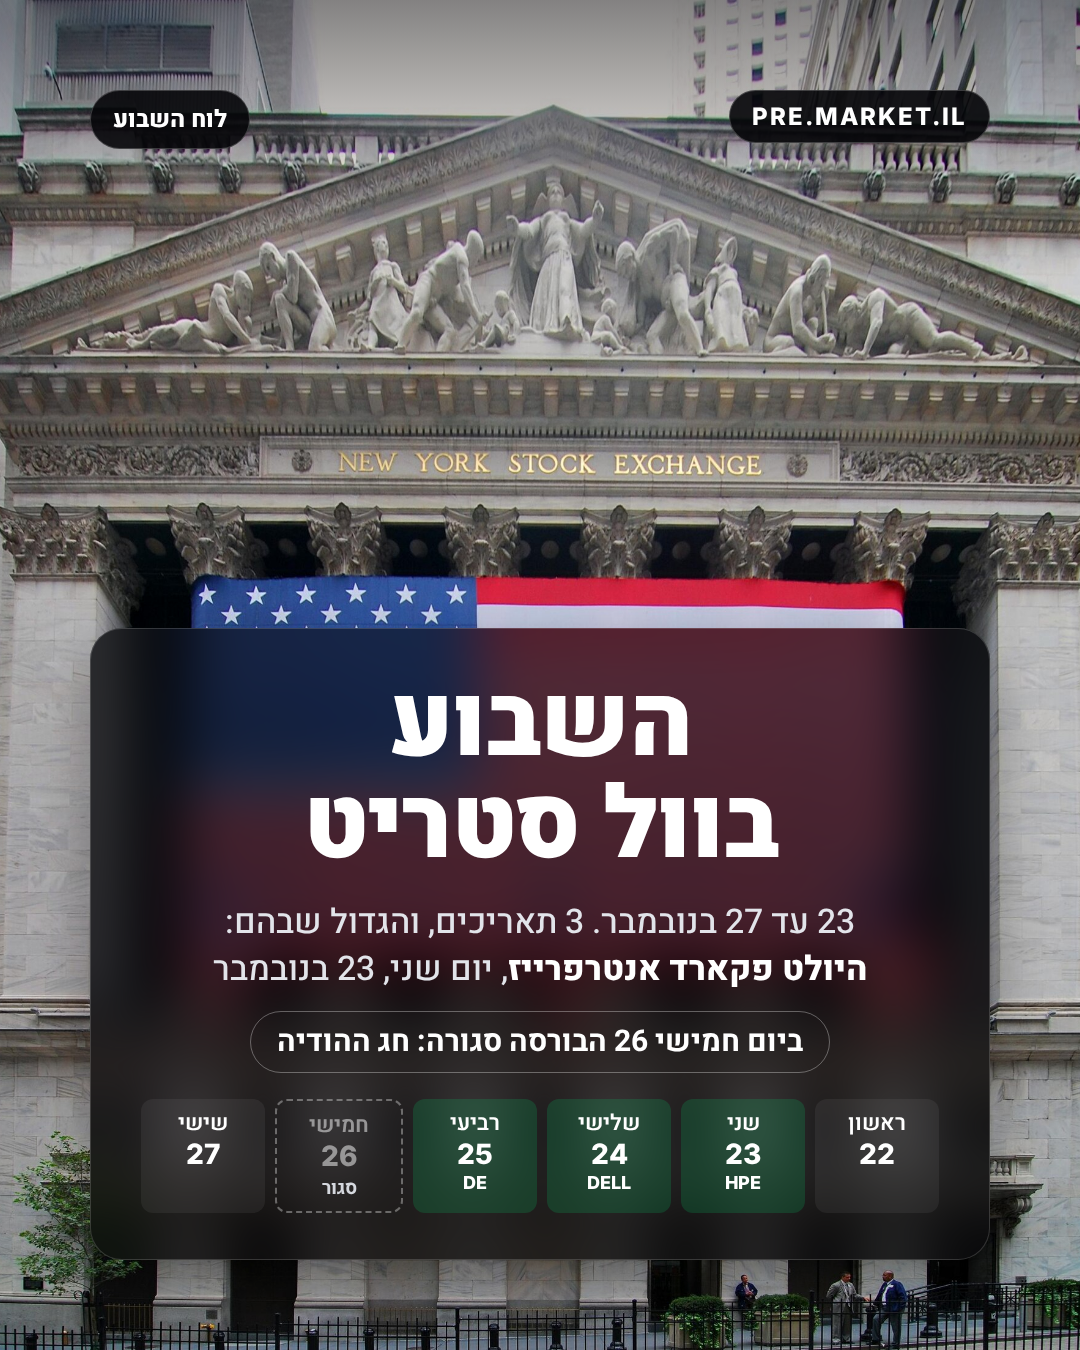 PRE.MARKET.IL
לוח השבוע
NEW YORK STOCK EXCHANGE
השבוע
בוול סטריט
23 עד 27 בנובמבר. 3 תאריכים, והגדול שבהם:
היולט פקארד אנטרפרייז, יום שני, 23 בנובמבר
ביום חמישי 26 הבורסה סגורה: חג ההודיה
ראשון
22
שני
23
HPE
שלישי
24
DELL
רביעי
25
DE
חמישי
26
סגור
שישי
27